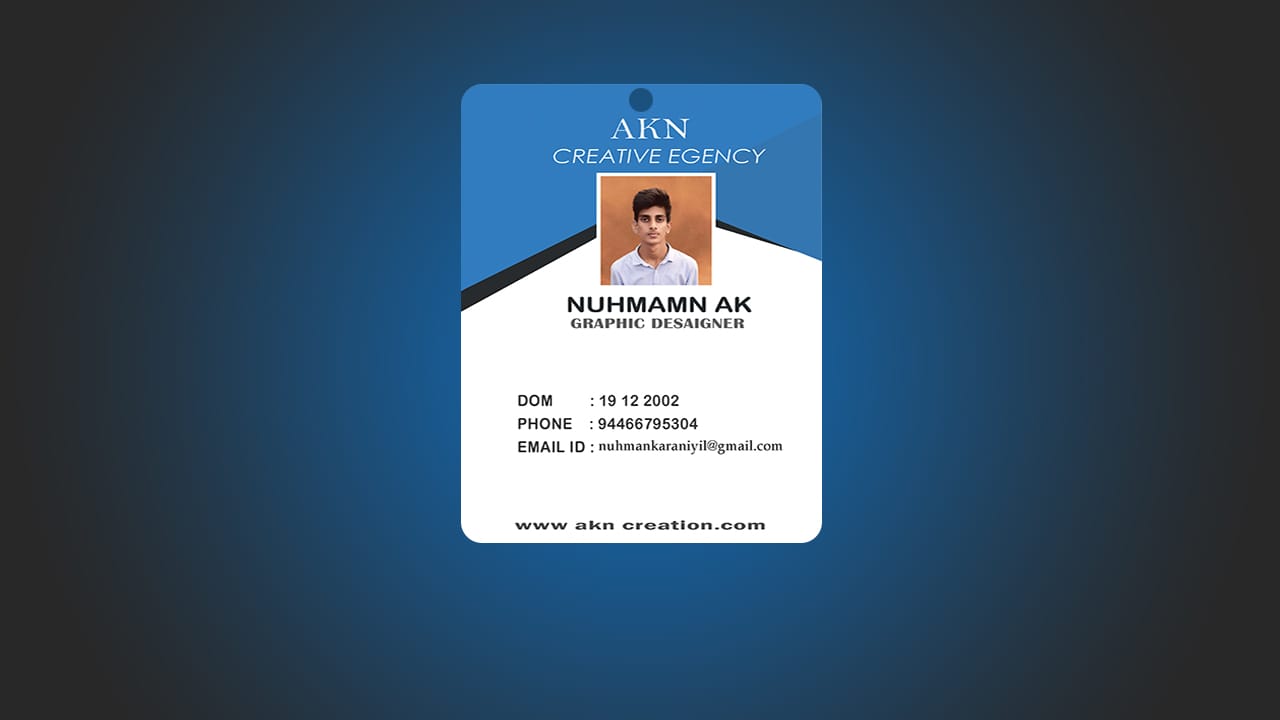 AKN
CREATIVE EGENCY
NUHMAMN AK
GRAPHIC DESAIGNER
DOM : 19 12 2002
PHONE : 94466795304
EMAIL ID : nuhmankaraniyil@gmail.com
www akn creation.com